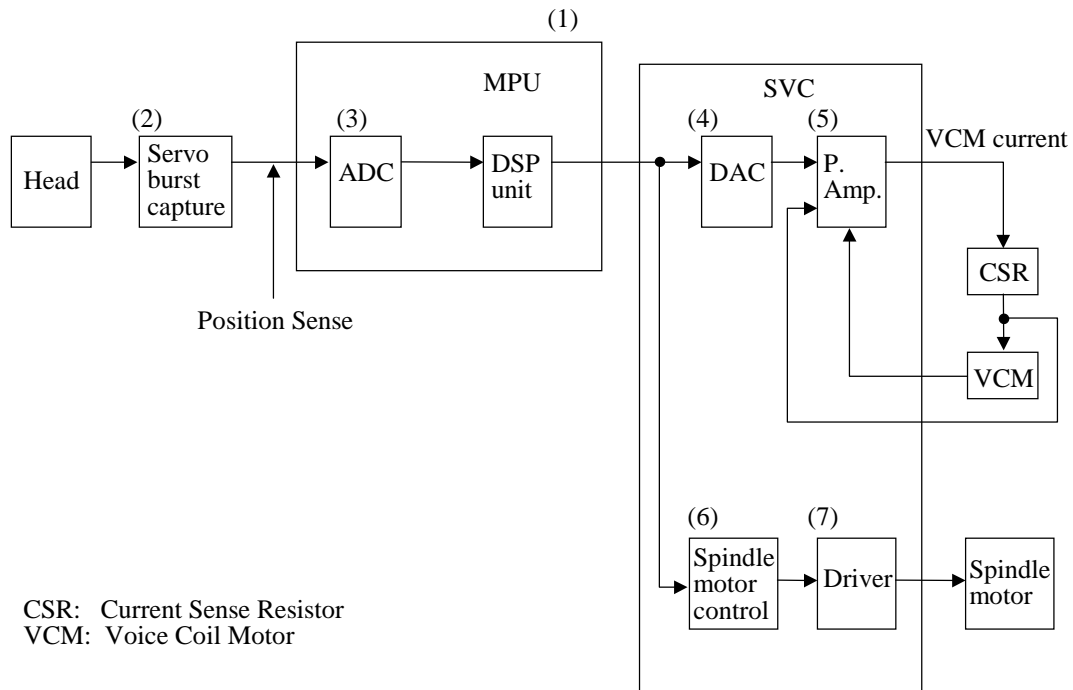 (1)
MPU
SVC
(2)
(3)
(4)
(5)
VCM current
Head
Servo
burst
capture
ADC
DSP
unit
DAC
P.
Amp.
CSR
Position Sense
VCM
(6)
(7)
Spindle
motor
control
Driver
Spindle
motor
CSR: Current Sense Resistor
VCM: Voice Coil Motor